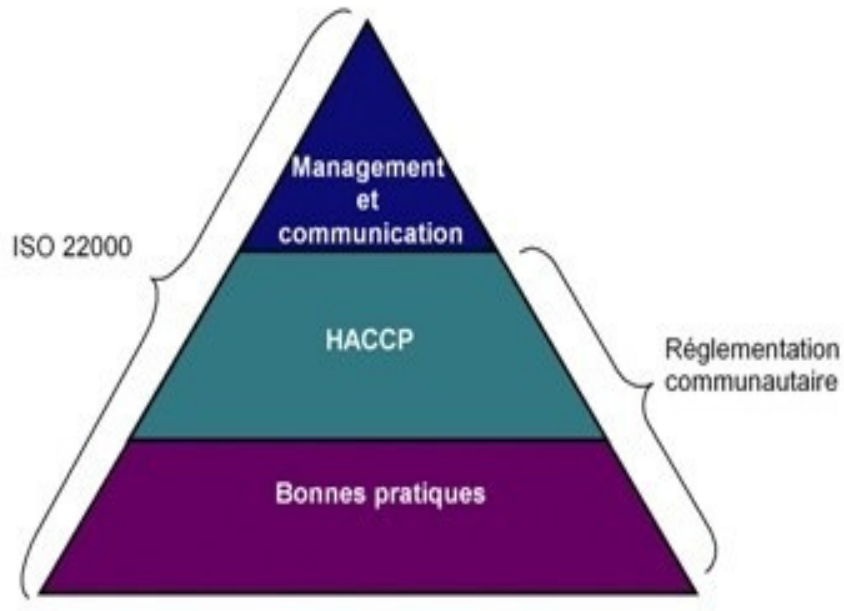 Management
et
communication
ISO 22000
HACCP
Réglementation
communautaire
Bonnes pratiques